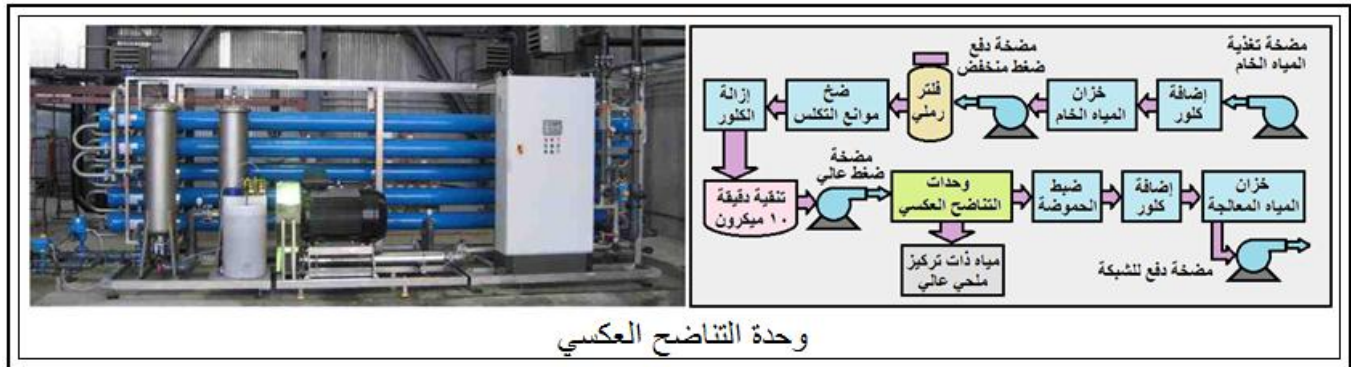 مضخة تغذية
المياه الخام
إضافة
كلور
خزان
المياه الخام
مضخة دفع
ضغط منخفض
فلتر
رملي
ضخ
موانع التكلس
إزالة
الكلور
تنقية دقيقة
١٠ ميكرون
مضخة
ضغط عالي
وحدات
التناضح العكسي
مياه ذات تركيز
ملحي عالي
ضبط
الحموضة
إضافة
كلور
خزان
المياه المعالجة
مضخة دفع للشبكة
وحدة التناضح العكسي